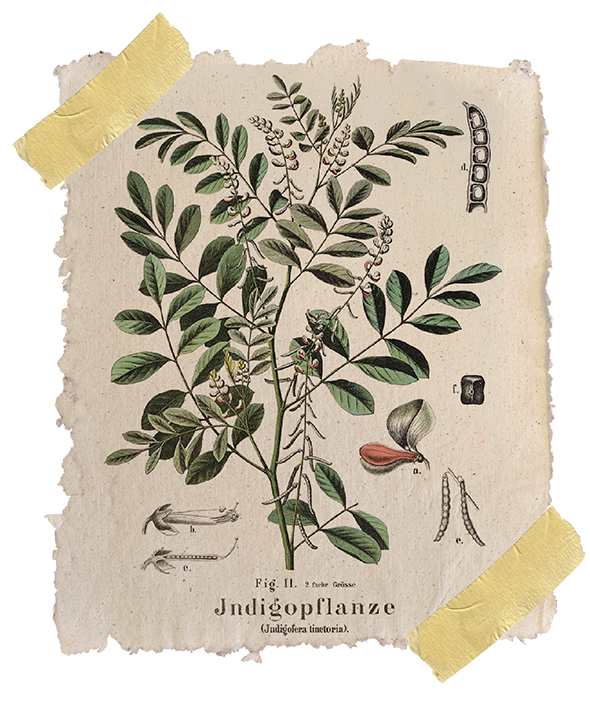 d.
f.
a.
b.
e.
c.
Fig. 11. 2 fache Grösse.
Jndigopflanze
(Jndigofera tinctoria).